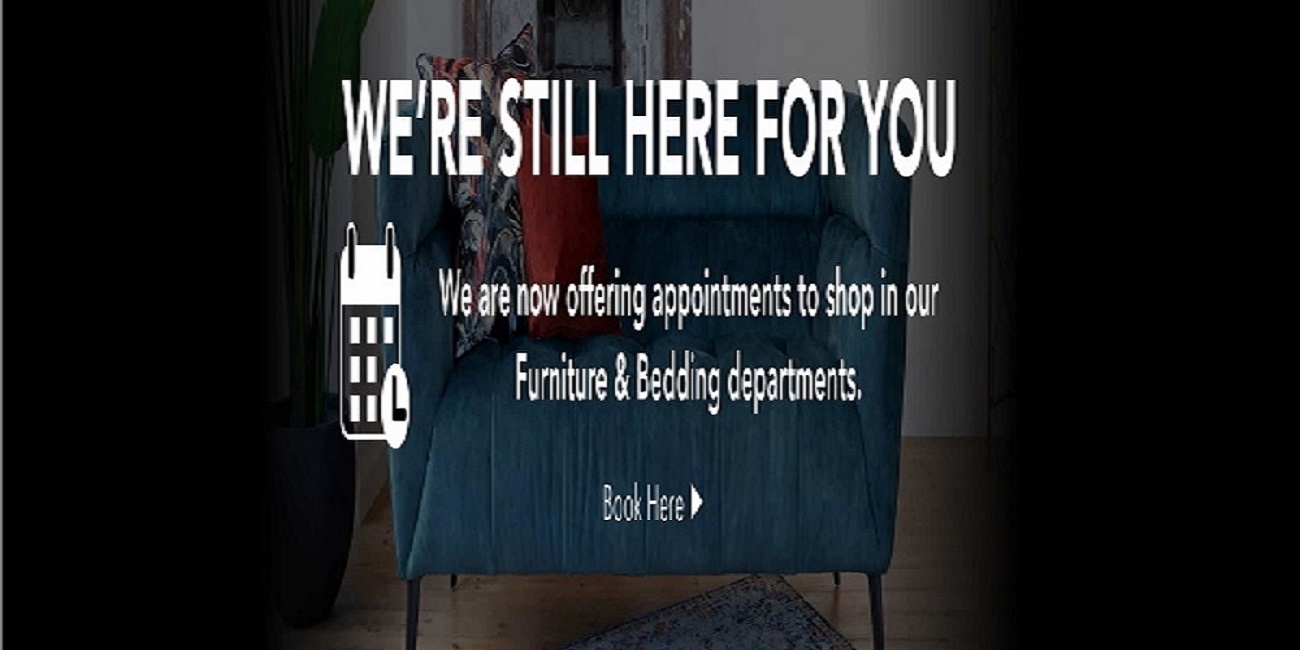 WE'RE STILL HERE FOR YOU
We are now offering appointments to shop in our
Furniture & Bedding departments.
Book Here